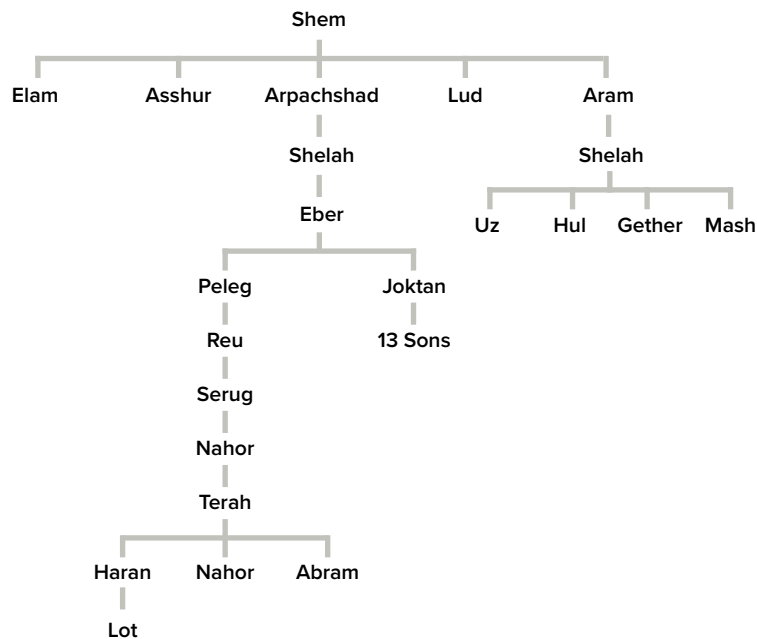 Shem
Elam Asshur Arpachshad Lud Aram
Shelah Shelah
Eber
Uz Hul Gether Mash
Peleg Joktan
Reu 13 Sons
Serug
Nahor
Terah
Haran Nahor Abram
Lot